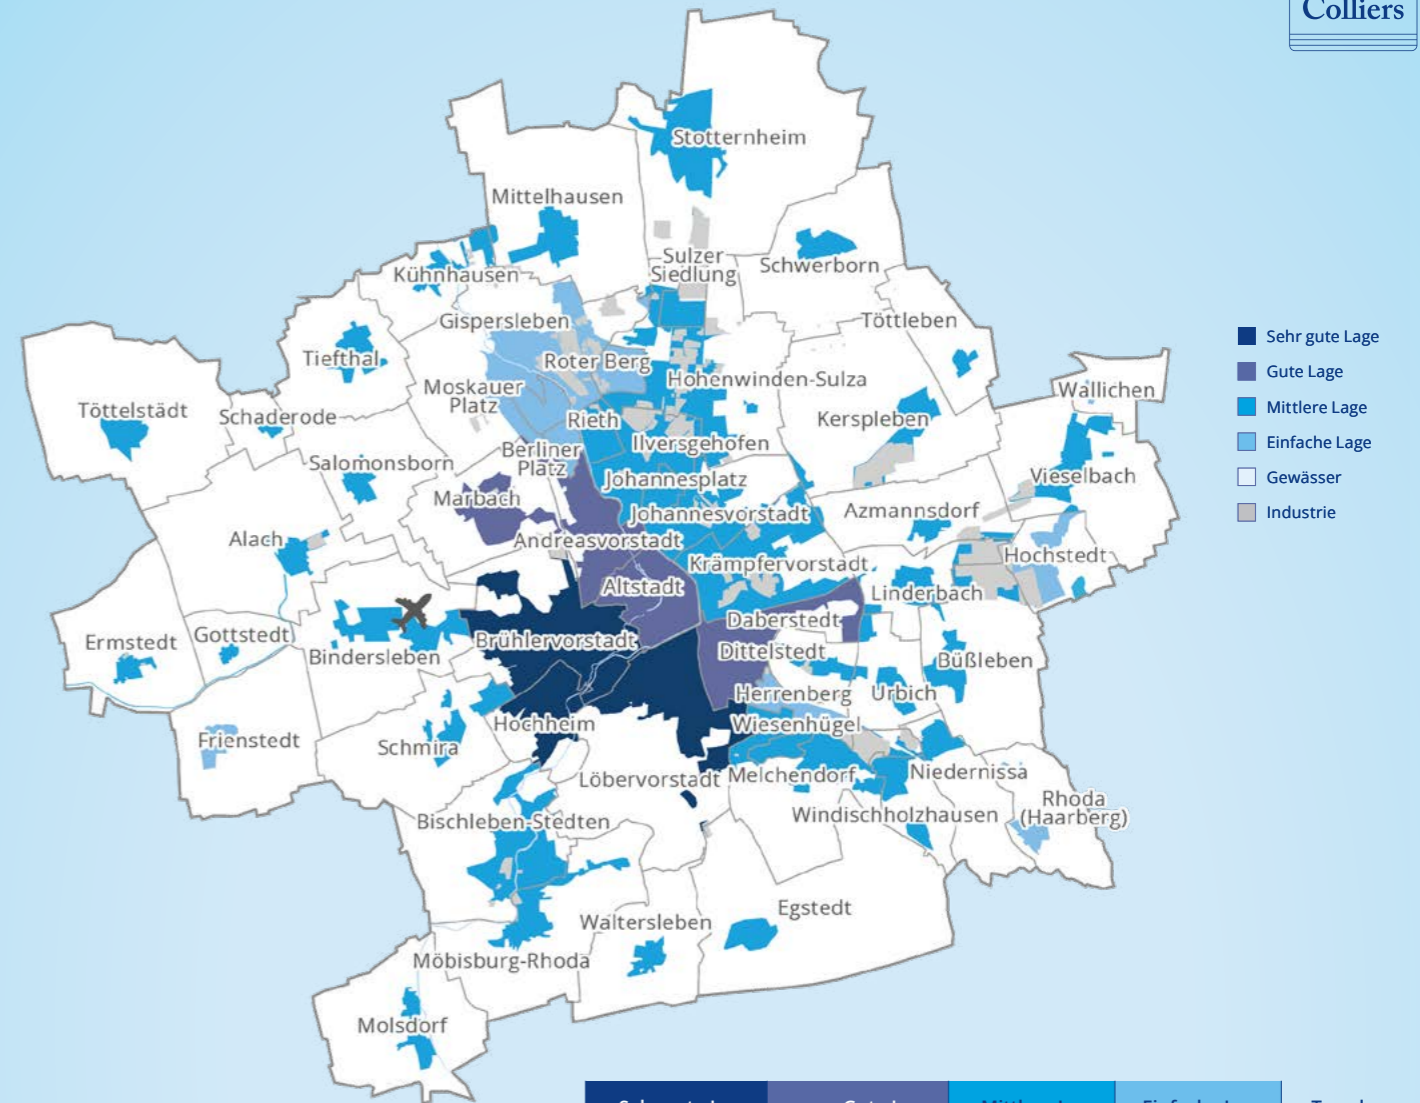 Colliers
Stotternheim
Mittelhausen
Sulzer
Siedlung
Schwerborn
Kühnhausen
Gispersleben
Töttleben
Tiefthal
Roter Berg
Moskauer
Platz
Hohenwinden-Sulza
Wallichen
Töttelstädt
Schaderode
Rieth
Kerspleben
Ilversgehofen
Berliner
Platz
Salomonsborn
Johannesplatz
Vieselbach
Marbach
Johannesvorstadt
Azmannsdorf
Alach
Andreasvorstadt
Hochstedt
Krämpfervorstadt
Altstadt
Linderbach
Daberstedt
Ermstedt
Gottstedt
Brühlervorstadt
Dittelstedt
Bindersleben
Büßleben
Herrenberg
Urbich
Hochheim
Wiesenhügel
Frienstedt
Schmira
Löbervorstadt
Melchendorf
Niedernissa
Rhoda
(Haarberg)
Bischleben-Stedten
Windischholzhausen
Egstedt
Waltersleben
Möbisburg-Rhoda
Molsdorf
Sehr gute Lage
Gute Lage
Mittlere Lage
Einfache Lage
Gewässer
Industrie